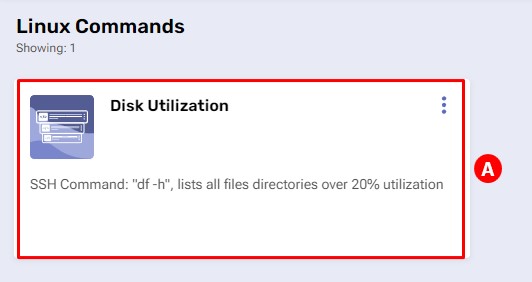 Linux Commands
Showing: 1
Disk Utilization
SSH Command: "df -h", lists all files directories over 20% utilization
A